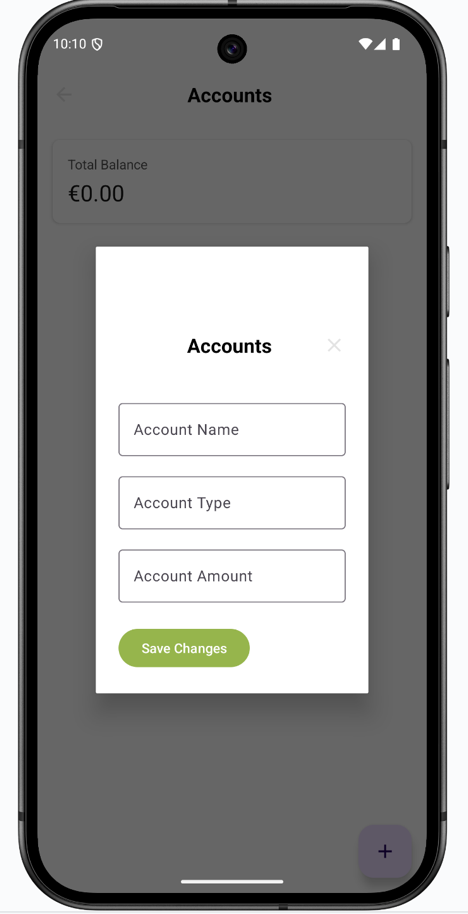 10:10
Accounts
Total Balance
€0.00
Accounts
Account Name
Account Type
Account Amount
Save Changes